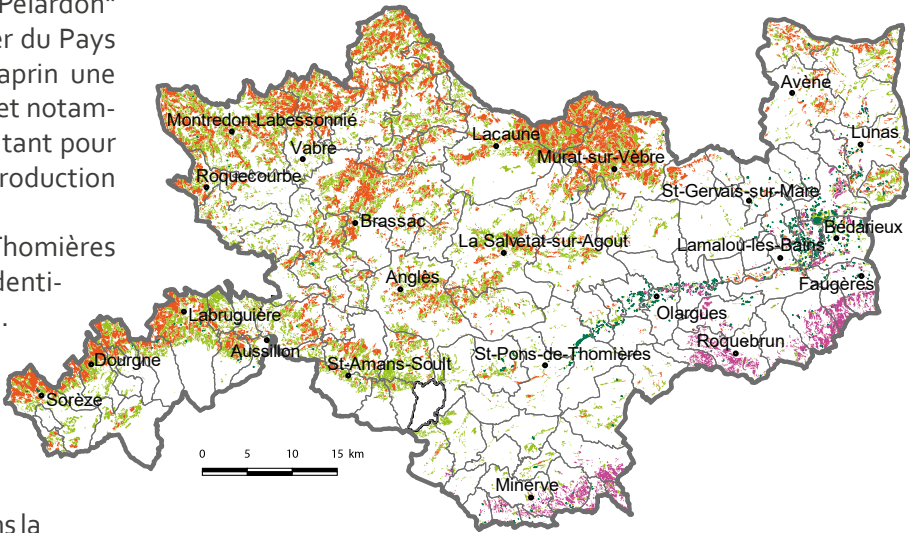 Pélardon"
er du Pays
aprin une
et notam-
tant pour
roduction
Thomières
denti-
.
ns la
Montredon-Labessonnié
Vabre
Roquecourbe
Lacaune
Murat-sur-Vèbre
Avène
Lunas
St-Gervais-sur-Mare
Brassac
La Salvetat-sur-Agout
Bédarieux
Lamalou-les-Bains
Anglès
Faugères
Labruguière
Olargues
Aussillon
Roquebrun
Dourgne
St-Amans-Soult
St-Pons-de-Thomières
Sorèze
0 5 10 15 km
Minerve